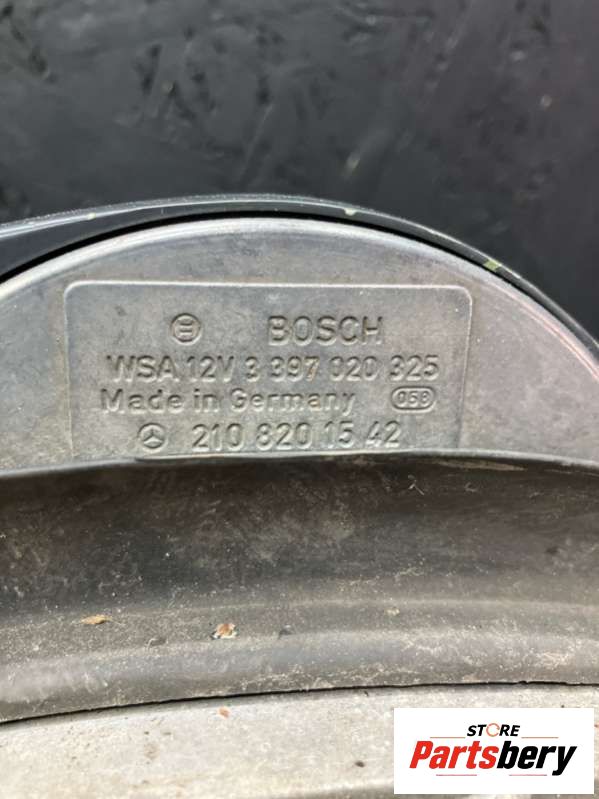 BOSCH
WSA 12V 3 397 020 325
Made in Germany 058
210 820 15 42
STORE
Partsbery